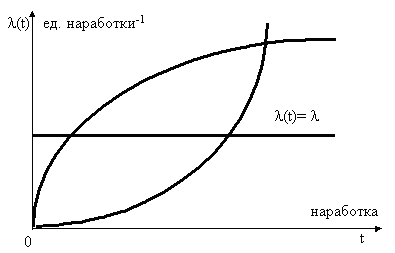 λ(t) ед. наработки-1
λ(t)= λ
наработка
0
t